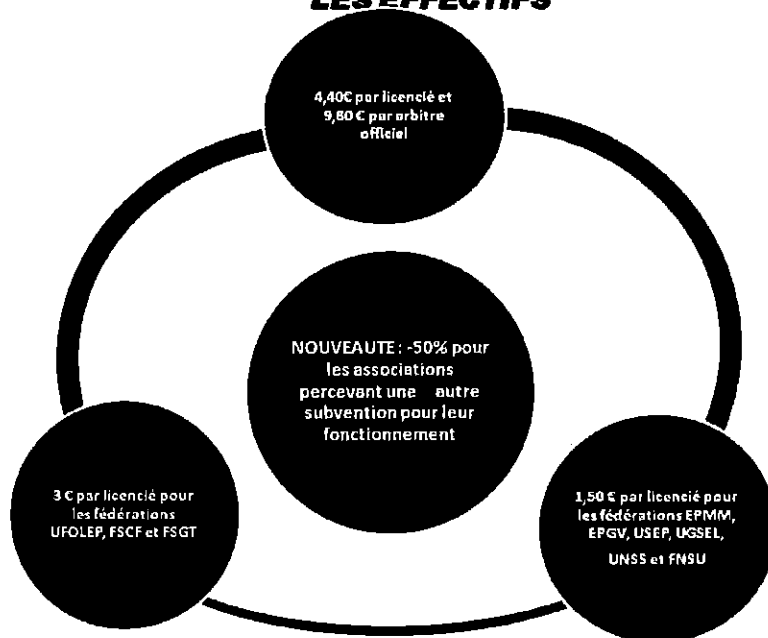 LES EFFECTIFS
4,40€ par licencié et
9,80 € par arbitre
officiel
NOUVEAUTE : -50% pour
les associations
percevant une autre
subvention pour leur
fonctionnement
3 € par licencié pour
les fédérations
UFOLEP, FSCF et FSGT
1,50 € par licencié pour
les fédérations EPMM,
EPGV, USEP, UGSEL,
UNSS et FNSU